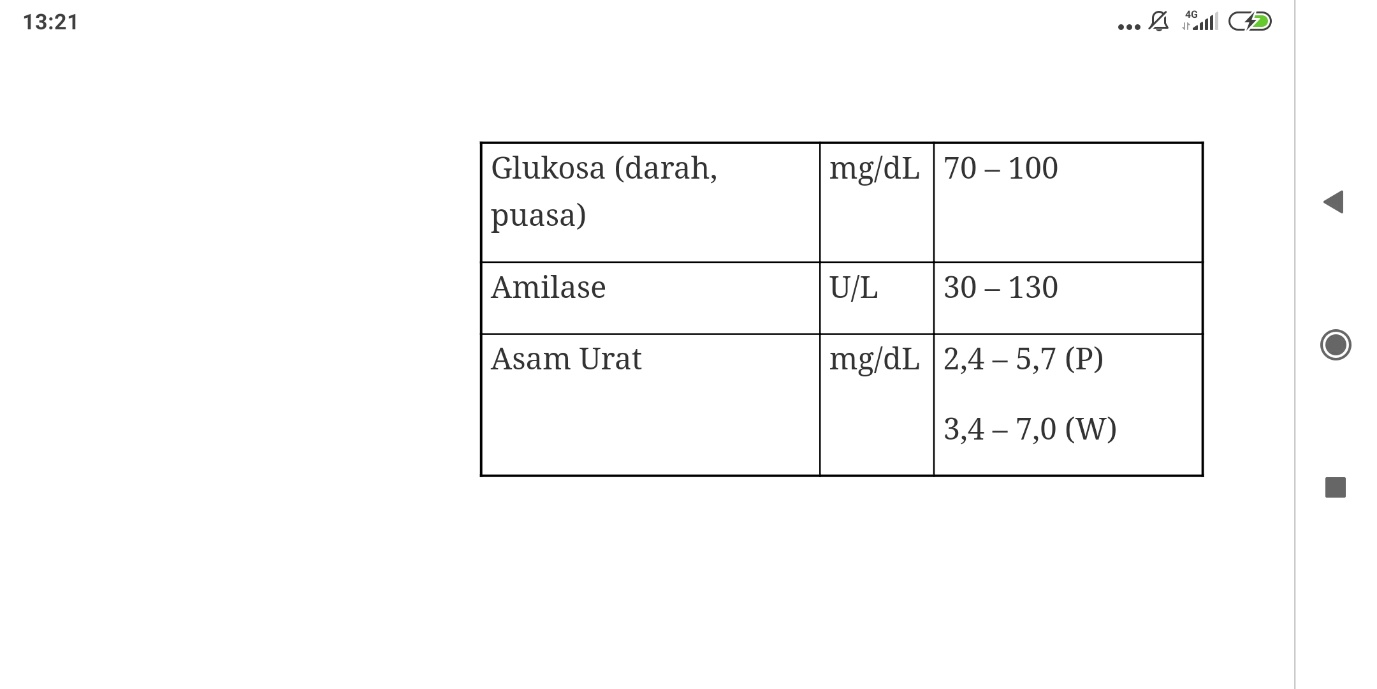 13:21
4G
Glukosa (darah, mg/dL 70 – 100
puasa)
Amilase U/L 30 – 130
Asam Urat mg/dL 2,4 – 5,7 (P)
3,4 – 7,0 (W)